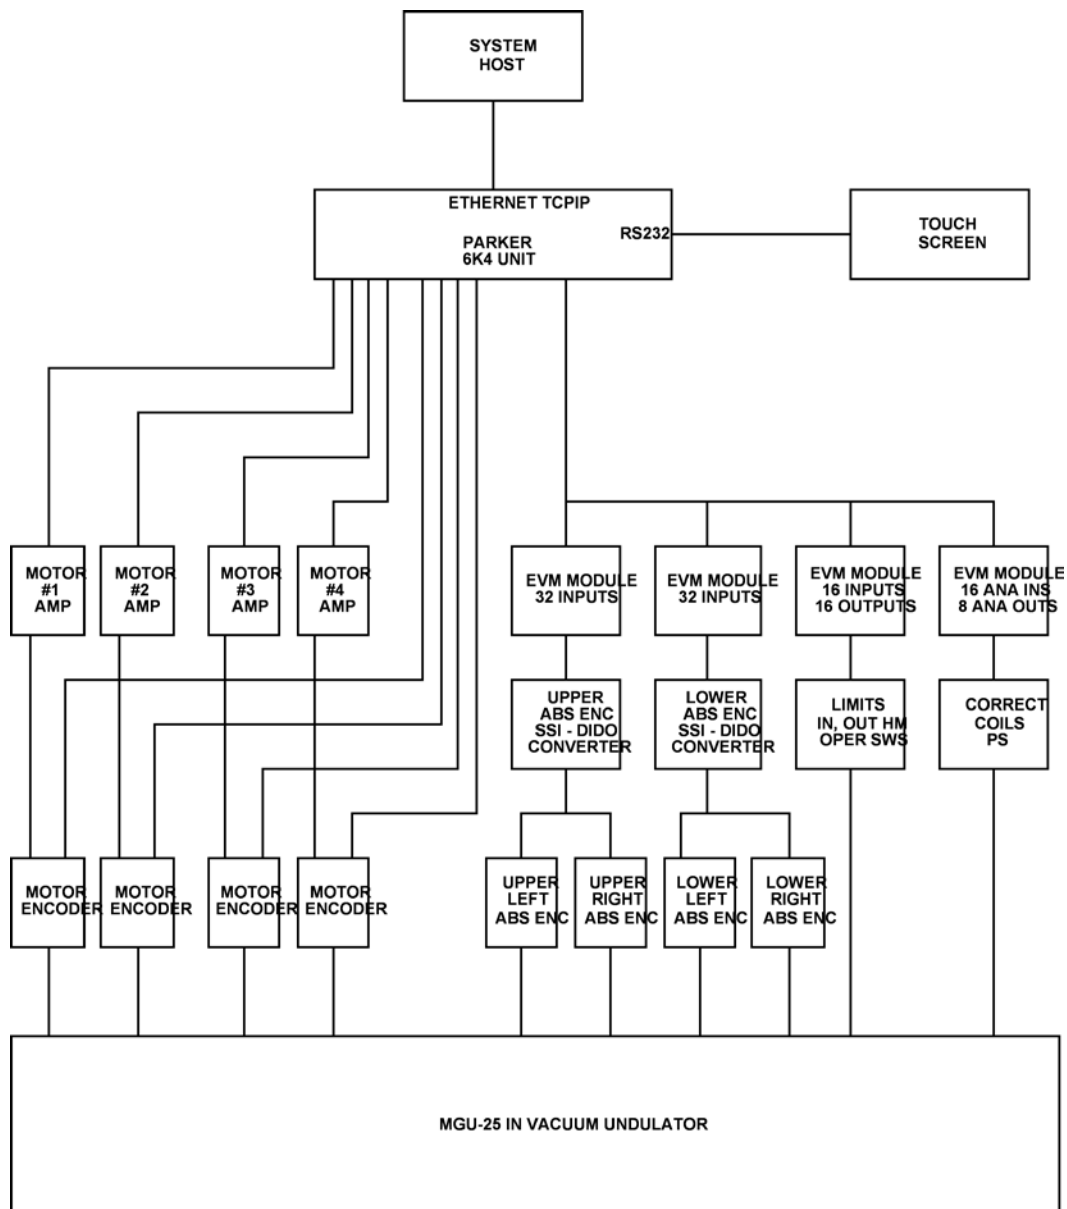 SYSTEM
HOST
ETHERNET TCPIP
RS232
PARKER
6K4 UNIT
TOUCH
SCREEN
MOTOR
#1
AMP
MOTOR
#2
AMP
MOTOR
#3
AMP
MOTOR
#4
AMP
EVM MODULE
32 INPUTS
EVM MODULE
32 INPUTS
EVM MODULE
16 INPUTS
16 OUTPUTS
EVM MODULE
16 ANA INS
8 ANA OUTS
UPPER
ABS ENC
SSI - DIDO
CONVERTER
LOWER
ABS ENC
SSI - DIDO
CONVERTER
LIMITS
IN, OUT HM
OPER SWS
CORRECT
COILS
PS
MOTOR
ENCODER
MOTOR
ENCODER
MOTOR
ENCODER
MOTOR
ENCODER
UPPER
LEFT
ABS ENC
UPPER
RIGHT
ABS ENC
LOWER
LEFT
ABS ENC
LOWER
RIGHT
ABS ENC
MGU-25 IN VACUUM UNDULATOR